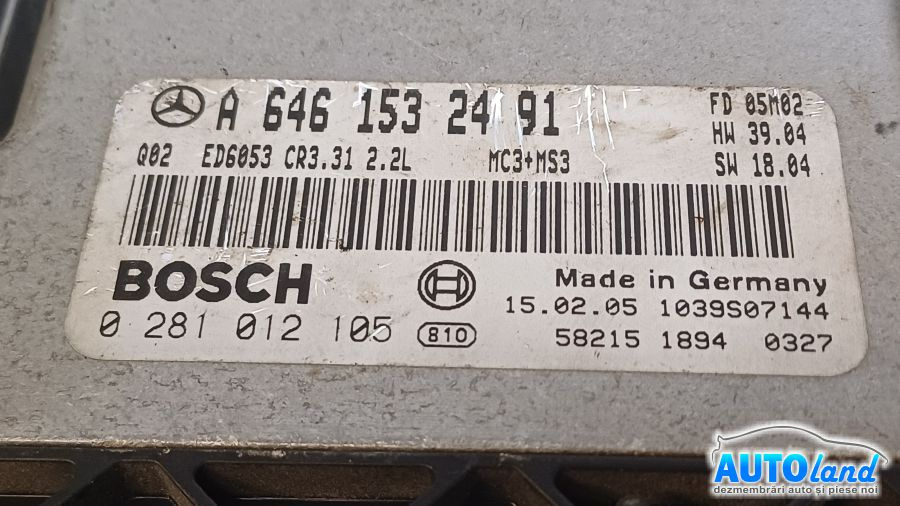 A 646 153 24 91
FD 05M02
HW 39.04
Q02 ED6053 CR3.31 2.2L MC3+MS3
SW 18.04
BOSCH
Made in Germany
15.02.05 1039S07144
0 281 012 105 810
58215 1894 0327
AUTOland
dezmembrări auto și piese noi